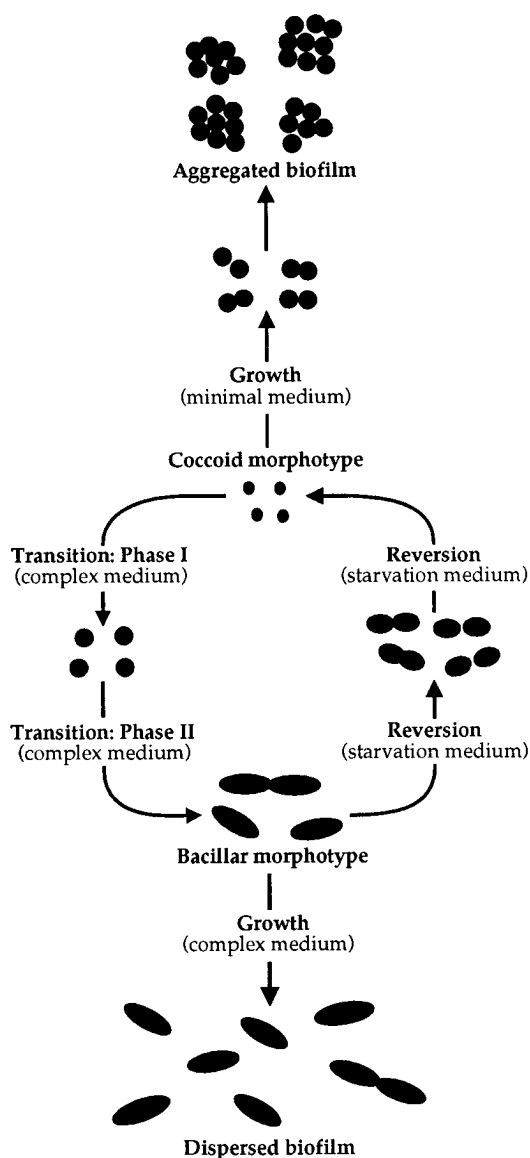 Aggregated biofilm
Growth
(minimal medium)
Coccoid morphotype
Transition: Phase I
(complex medium)
Reversion
(starvation medium)
Transition: Phase II
(complex medium)
Reversion
(starvation medium)
Bacillar morphotype
Growth
(complex medium)
Dispersed biofilm